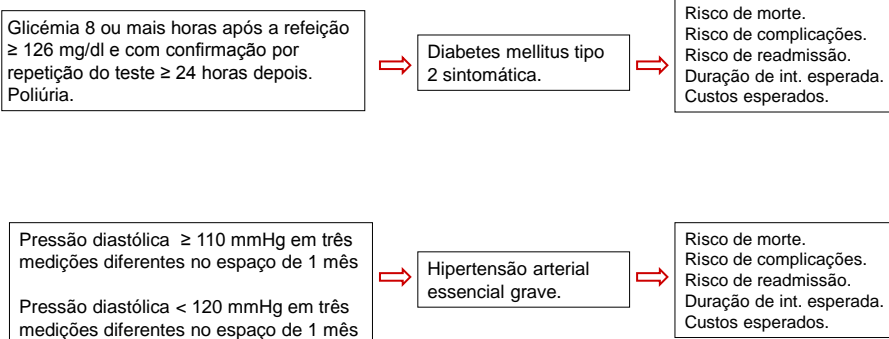 Glicémia 8 ou mais horas após a refeição
≥ 126 mg/dl e com confirmação por
repetição do teste ≥ 24 horas depois.
Poliúria.
Diabetes mellitus tipo
2 sintomática.
Risco de morte.
Risco de complicações.
Risco de readmissão.
Duração de int. esperada.
Custos esperados.
Pressão diastólica ≥ 110 mmHg em três
medições diferentes no espaço de 1 mês
Pressão diastólica < 120 mmHg em três
medições diferentes no espaço de 1 mês
Hipertensão arterial
essencial grave.
Risco de morte.
Risco de complicações.
Risco de readmissão.
Duração de int. esperada.
Custos esperados.